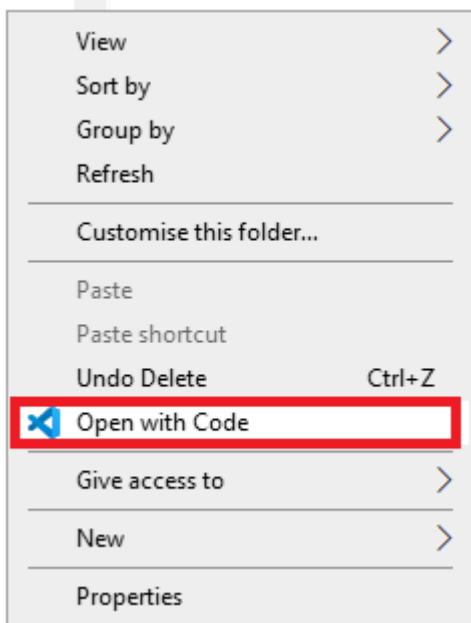 View
Sort by
Group by
Refresh
Customise this folder...
Paste
Paste shortcut
Undo Delete Ctrl+Z
Open with Code
Give access to
New
Properties